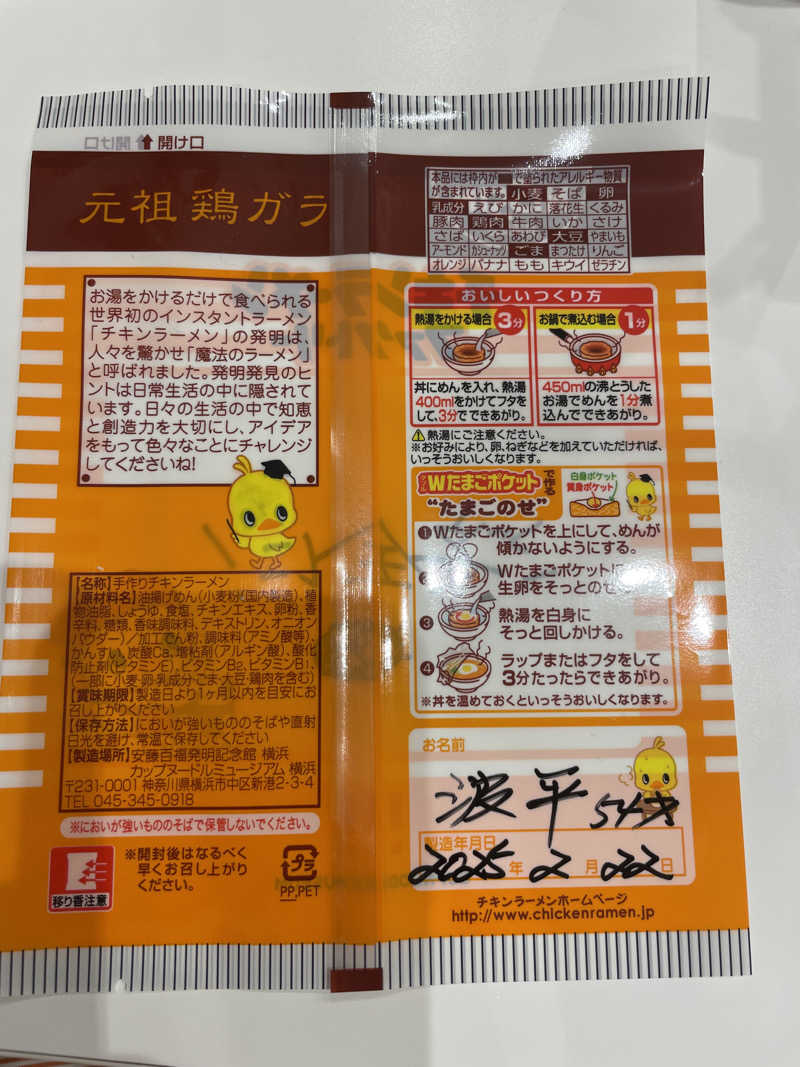 開け口
元祖 鶏ガラ
お湯をかけるだけで食べられる
世界初のインスタントラーメン
「チキンラーメン」の発明は、
人々を驚かせ「魔法のラーメン」
と呼ばれました。発明発見のヒ
ントは日常生活の中に隠されて
います。日々の生活の中で知恵
と創造力を大切にし、アイデア
をもって色々なことにチャレンジ
してくださいね!
【名称】手作りチキンラーメン
【原材料名】油揚げめん(小麦粉(国内製造)、植
物油脂、しょうゆ、食塩、チキンエキス、卵粉、香
辛料、糖類、香味調味料、デキストリン、オニオン
パウダー)/加工でん粉、調味料(アミノ酸等)、
かんすい、炭酸Ca、増粘剤(アルギン酸)、酸化
防止剤(ビタミンE)、ビタミンB₂、ビタミンB₁、
(一部に小麦・卵・乳成分・ごま・大豆・鶏肉を含む)
【賞味期限】製造日より1ヶ月以内を目安にお
召し上がりください
【保存方法】においが強いもののそばや直射
日光を避け、常温で保存してください
【製造場所】安藤百福発明記念館 横浜
カップヌードルミュージアム 横浜
〒231-0001 神奈川県横浜市中区新港2-3-4
TEL 045-345-0918
※においが強いもののそばで保管しないでください。
移り香注意
※開封後はなるべく
早くお召し上がり
ください。
プラ
PP,PET
本品には枠内が■で塗られたアレルギー物質
が含まれています。 小麦 そば 卵
乳成分 えび かに 落花生 くるみ
豚肉 鶏肉 牛肉 いか さけ
さば いくら あわび 大豆 やまいも
アーモンド カシューナッツ ごま まつたけ りんご
オレンジ バナナ もも キウイ ゼラチン
おいしいつくり方
熱湯をかける場合 3分 お鍋で煮込む場合 1分
丼にめんを入れ、熱湯
400mlをかけてフタを
して、3分でできあがり。
450mlの沸とうした
お湯でめんを1分煮
込んでできあがり。
熱湯にご注意ください。
※お好みにより、卵、ねぎなどを加えていただければ、
いっそうおいしくなります。
Wたまごポケットで作る
“たまごのせ”
白身ポケット
黄身ポケット
1 Wたまごポケットを上にして、めんが
傾かないようにする。
2 Wたまごポケットに
生卵をそっとのせ
3 熱湯を白身に
そっと回しかける。
4 ラップまたはフタをして
3分たったらできあがり。
※丼を温めておくといっそうおいしくなります。
お名前
波平 54才
製造年月日
2025年 2月 22日
チキンラーメンホームページ
http://www.chickenramen.jp